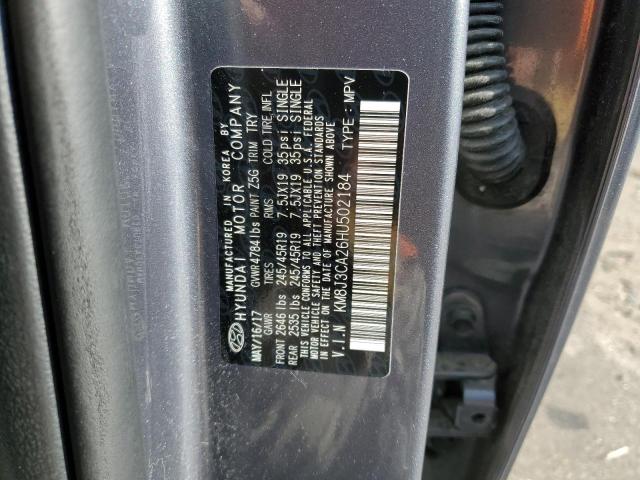 MANUFACTURED IN KOREA BY
HYUNDAI MOTOR COMPANY
MAY/16/17 GVWR 4784 lbs PAINT Z5G TRIM TRY
GAWR TIRES RIMS COLD TIRE INFL
FRONT 2646 lbs 245/45R19 7.5JX19 35psi SINGLE
REAR 2535 lbs 245/45R19 7.5JX19 35psi SINGLE
THIS VEHICLE CONFORMS TO ALL APPLICABLE U.S.A. FEDERAL
MOTOR VEHICLE SAFETY, BUMPER, AND THEFT PREVENTION STANDARDS
IN EFFECT ON THE DATE OF MANUFACTURE SHOWN ABOVE.
V.I.N KM8J3CA26HU502184 TYPE : MPV